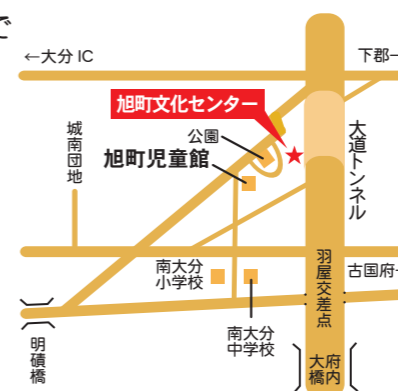 で
←大分 IC
下郡
旭町文化センター
公園
旭町児童館
城南団地
大道トンネル
南大分
小学校
羽屋交差点
古国府
南大分
中学校
明磧橋
府内
大橋